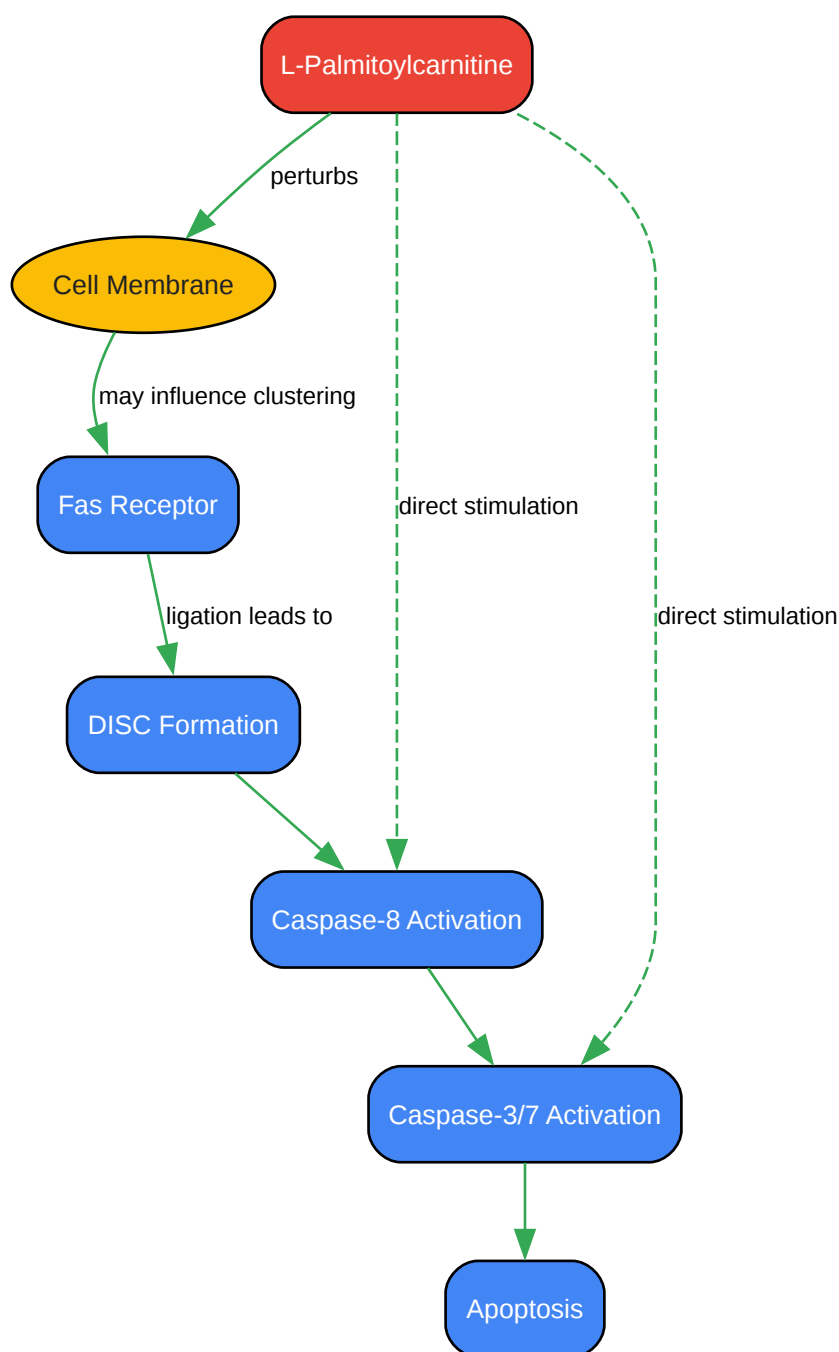 L-Palmitoylcarnitine
perturbs
Cell Membrane
may influence clustering
Fas Receptor
direct stimulation
ligation leads to
direct stimulation
DISC Formation
Caspase-8 Activation
Caspase-3/7 Activation
Apoptosis